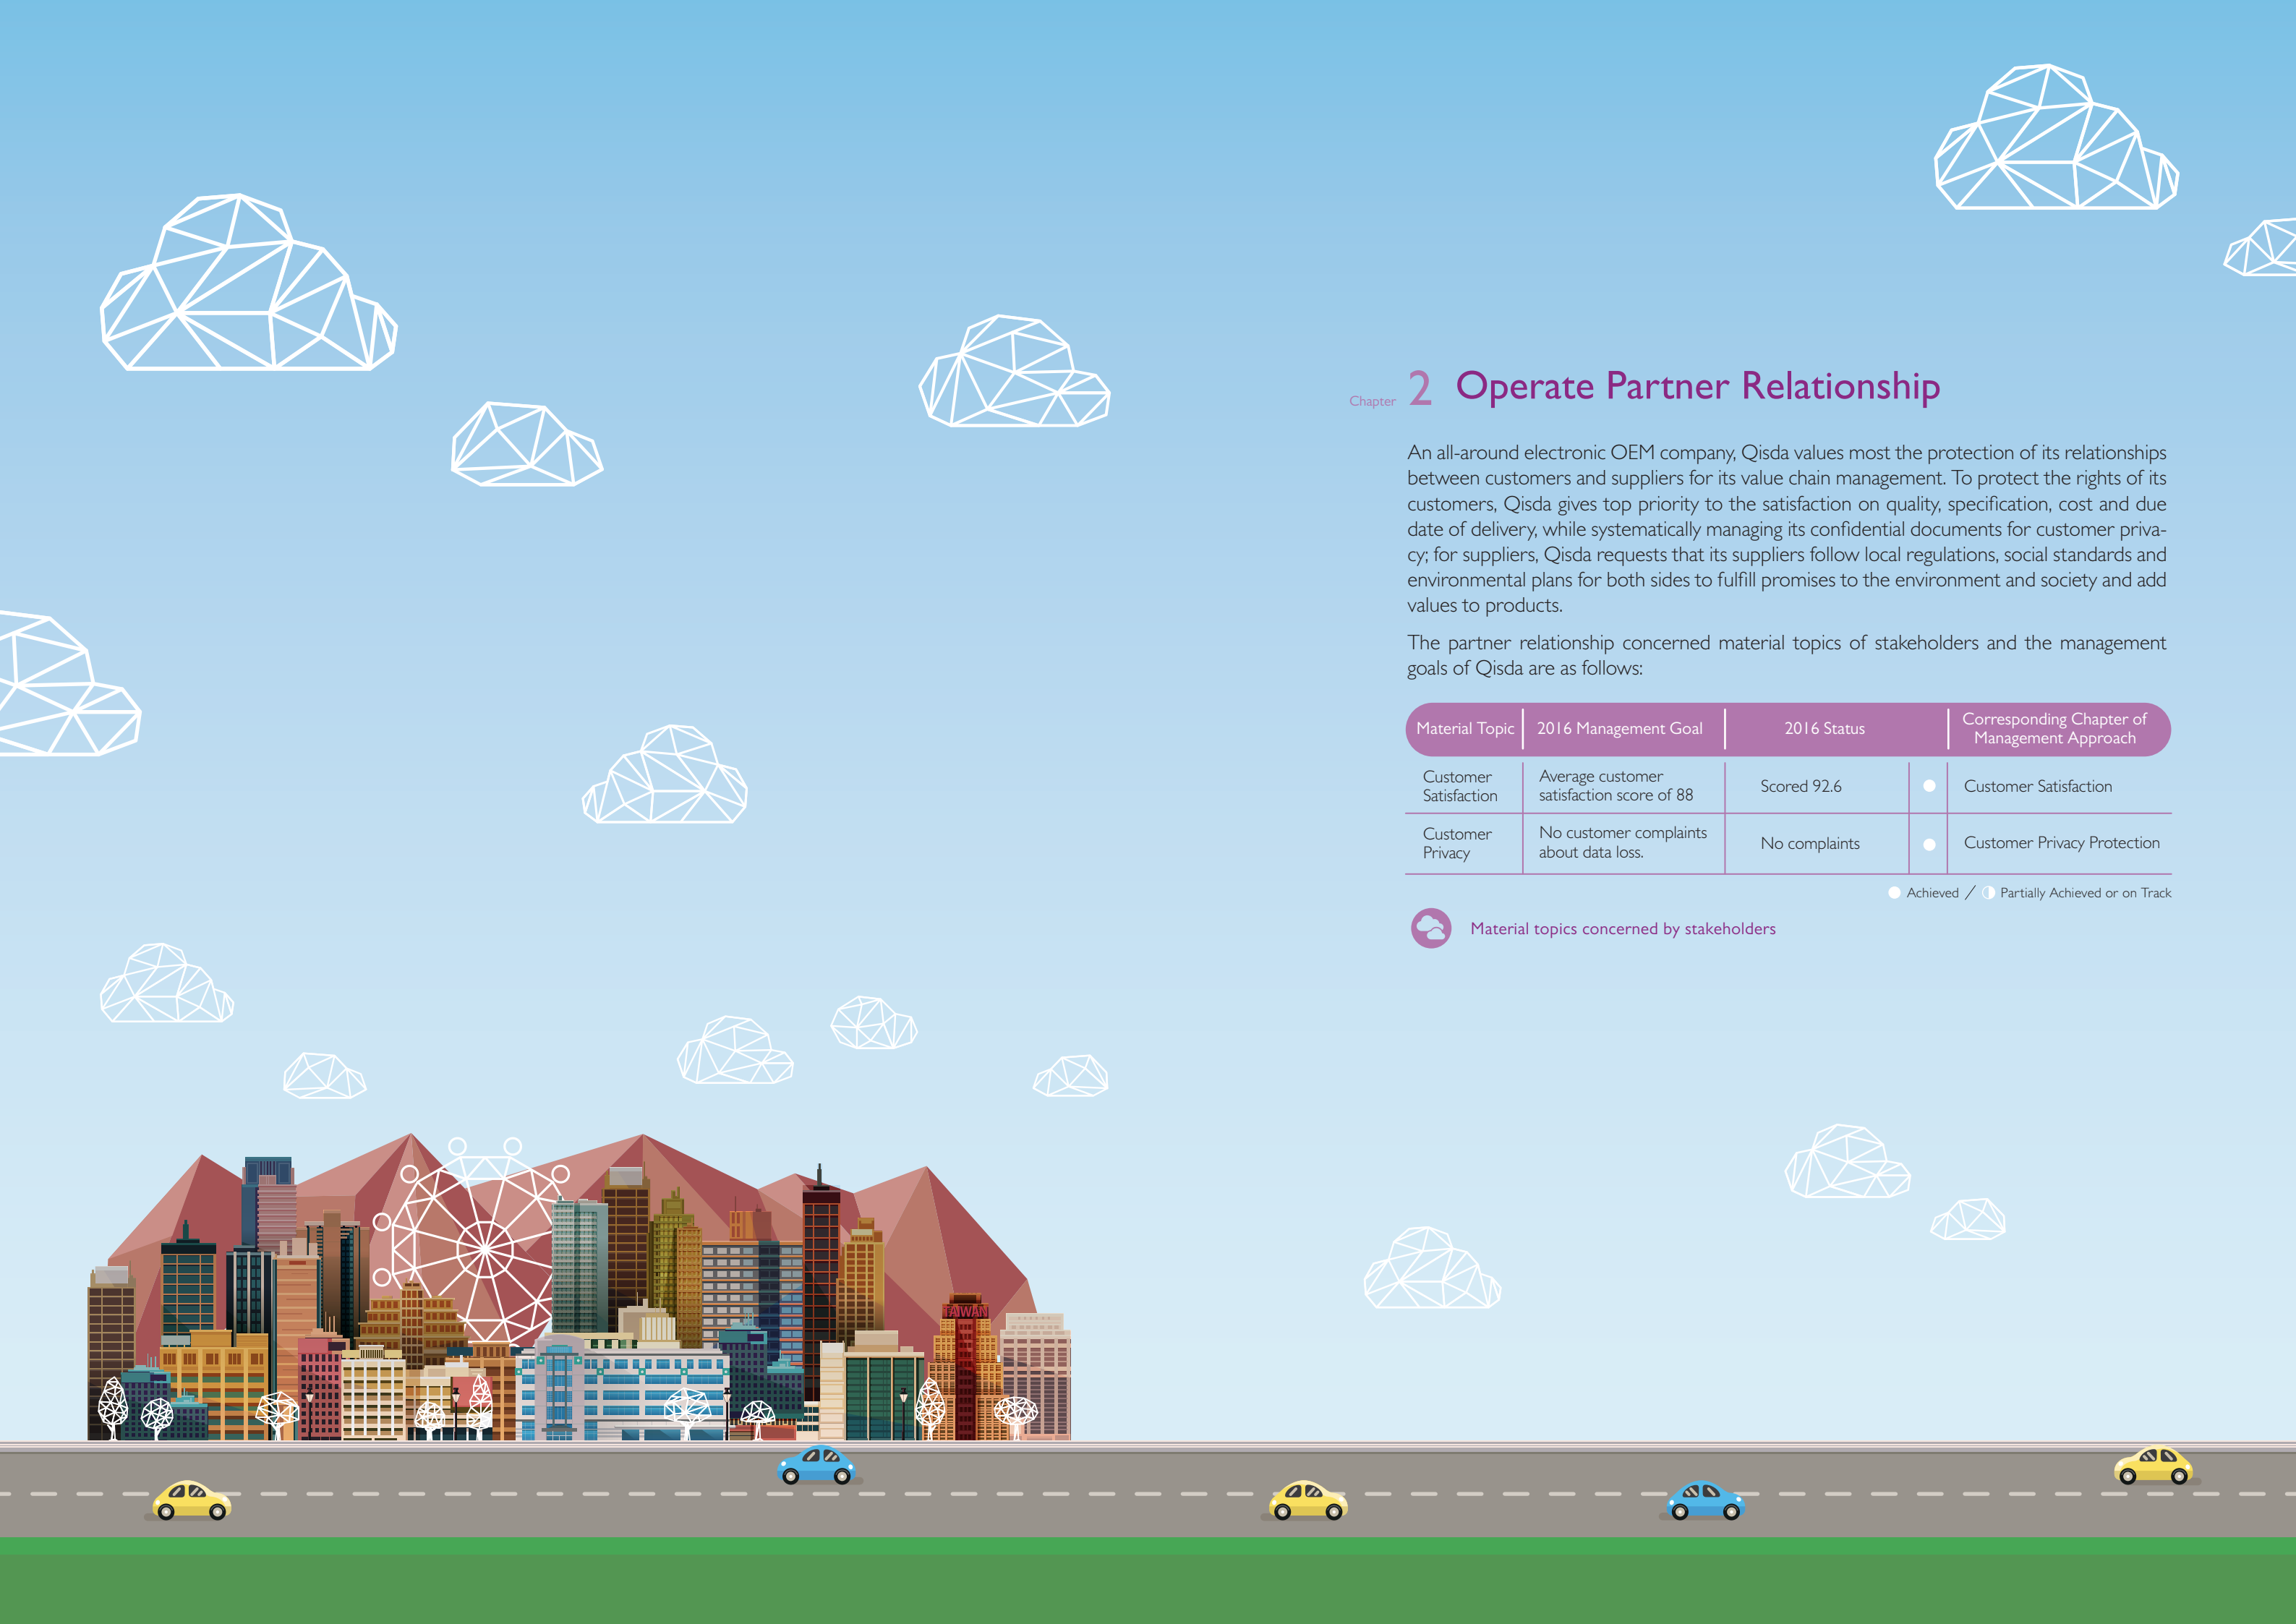 Chapter 2 Operate Partner Relationship
An all-around electronic OEM company, Qisda values most the protection of its relationships
between customers and suppliers for its value chain management. To protect the rights of its
customers, Qisda gives top priority to the satisfaction on quality, specification, cost and due
date of delivery, while systematically managing its confidential documents for customer priva-
cy; for suppliers, Qisda requests that its suppliers follow local regulations, social standards and
environmental plans for both sides to fulfill promises to the environment and society and add
values to products.
The partner relationship concerned material topics of stakeholders and the management
goals of Qisda are as follows:
Material Topic
2016 Management Goal
2016 Status
Corresponding Chapter of
Management Approach
Customer
Satisfaction
Average customer
satisfaction score of 88
Scored 92.6
Customer Satisfaction
Customer
Privacy
No customer complaints
about data loss.
No complaints
Customer Privacy Protection
Achieved / Partially Achieved or on Track
Material topics concerned by stakeholders
TAIWAN